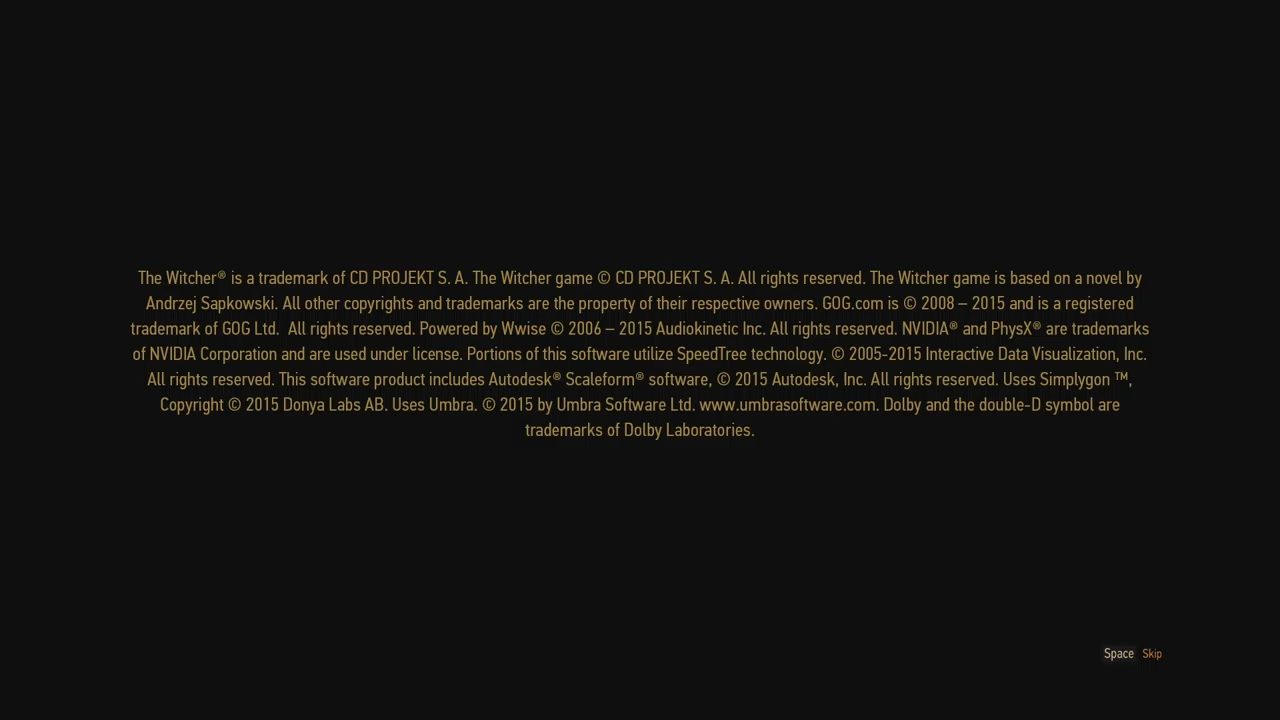 The Witcher® is a trademark of CD PROJEKT S. A. The Witcher game © CD PROJEKT S. A. All rights reserved. The Witcher game is based on a novel by
Andrzej Sapkowski. All other copyrights and trademarks are the property of their respective owners. GOG.com is © 2008 – 2015 and is a registered
trademark of GOG Ltd.  All rights reserved. Powered by Wwise © 2006 – 2015 Audiokinetic Inc. All rights reserved. NVIDIA® and PhysX® are trademarks
of NVIDIA Corporation and are used under license. Portions of this software utilize SpeedTree technology. © 2005-2015 Interactive Data Visualization, Inc.
All rights reserved. This software product includes Autodesk® Scaleform® software, © 2015 Autodesk, Inc. All rights reserved. Uses Simplygon ™,
Copyright © 2015 Donya Labs AB. Uses Umbra. © 2015 by Umbra Software Ltd. www.umbrasoftware.com. Dolby and the double-D symbol are
trademarks of Dolby Laboratories.
Space Skip